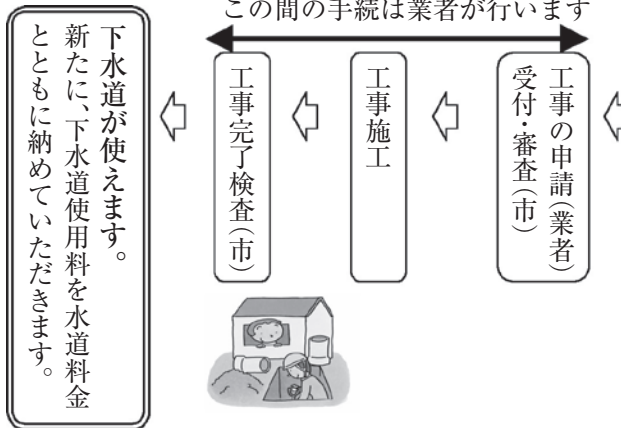 この間の手続は業者が行います
工事の申請(業者)
受付・審査(市)
工事施工
工事完了検査(市)
下水道が使えます。
新たに、下水道使用料を水道料金
とともに納めていただきます。